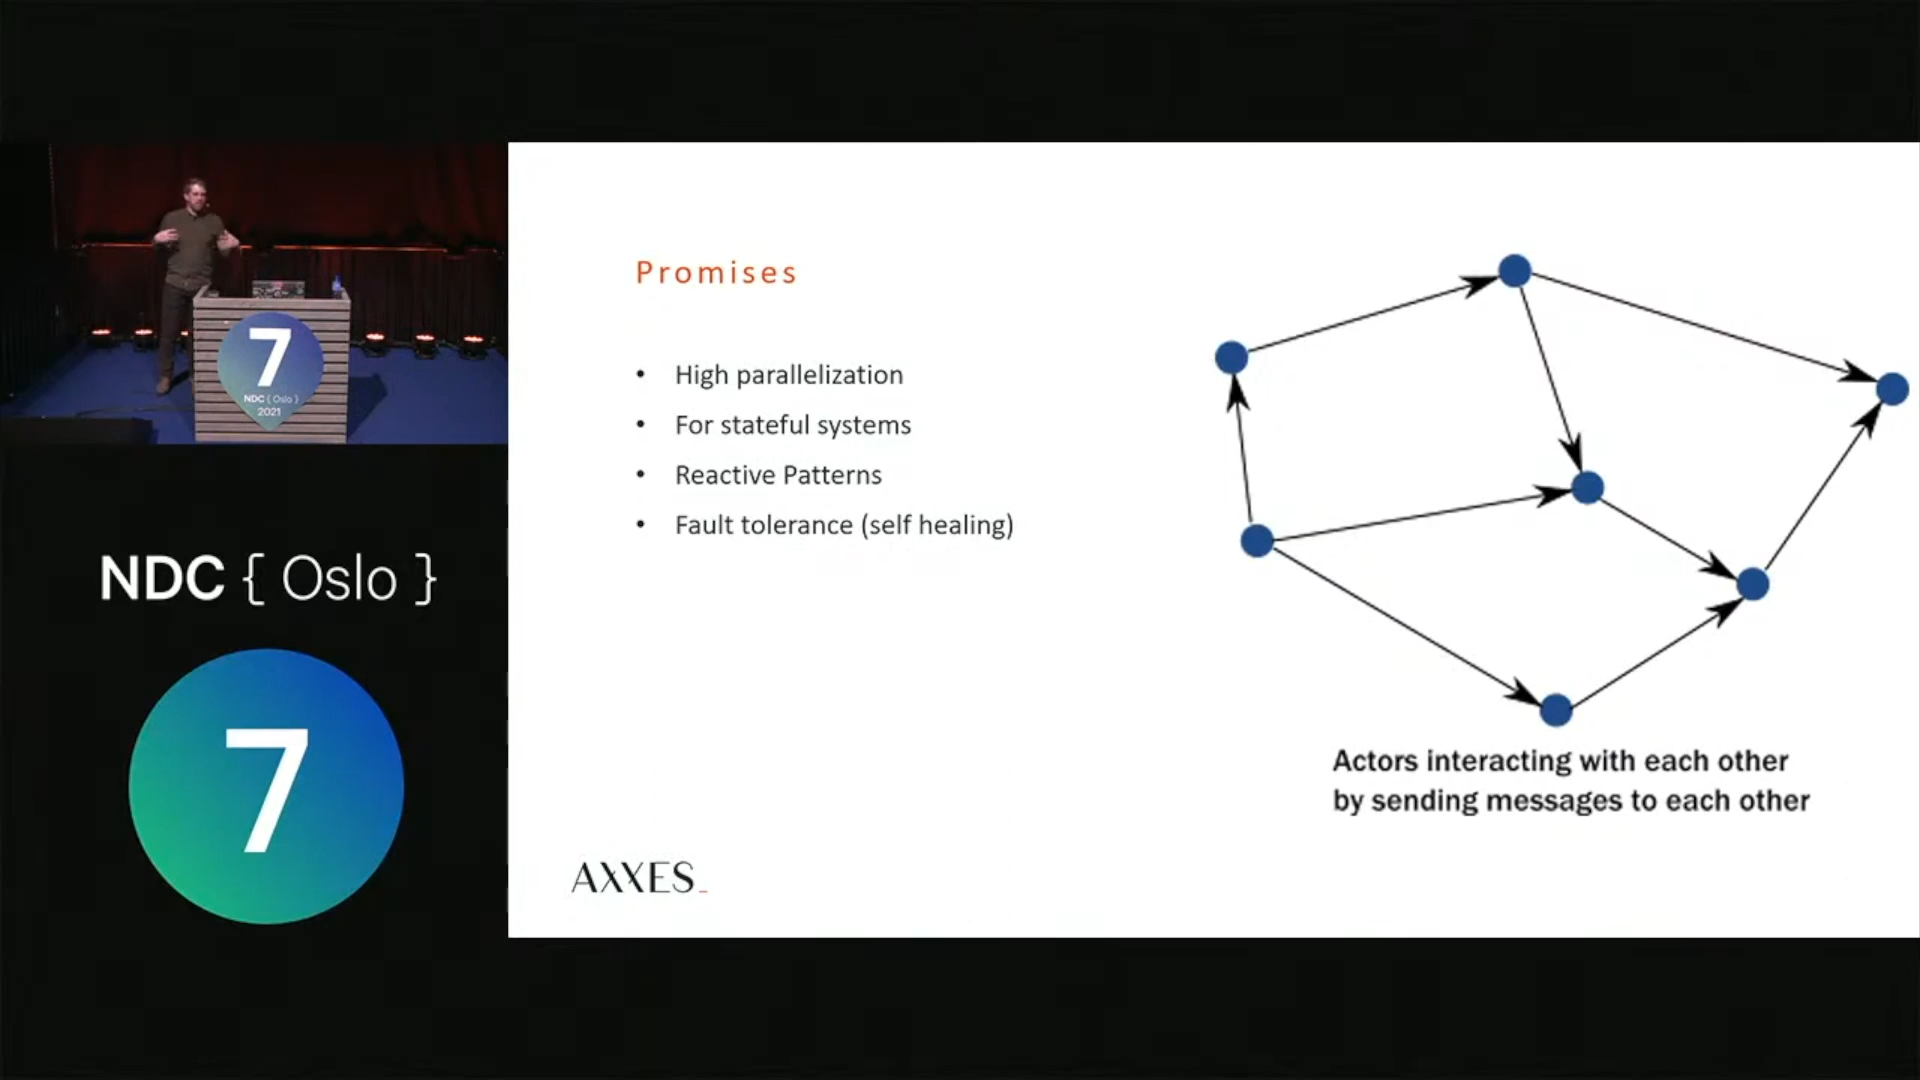 7
NDC { Oslo }
2021
NDC { Oslo }
7
Promises
• High parallelization
• For stateful systems
• Reactive Patterns
• Fault tolerance (self healing)
Actors interacting with each other
by sending messages to each other
AXXES_